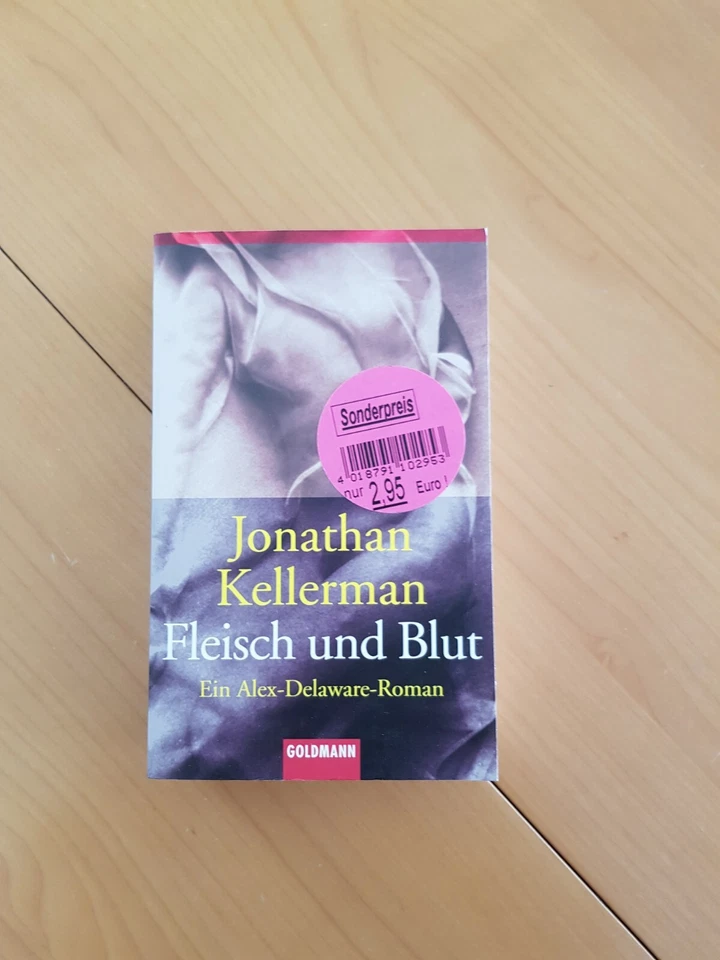 Sonderpreis
4 018791 102953
nur 2,95 Euro!
Jonathan
Kellerman
Fleisch und Blut
Ein Alex-Delaware-Roman
GOLDMANN